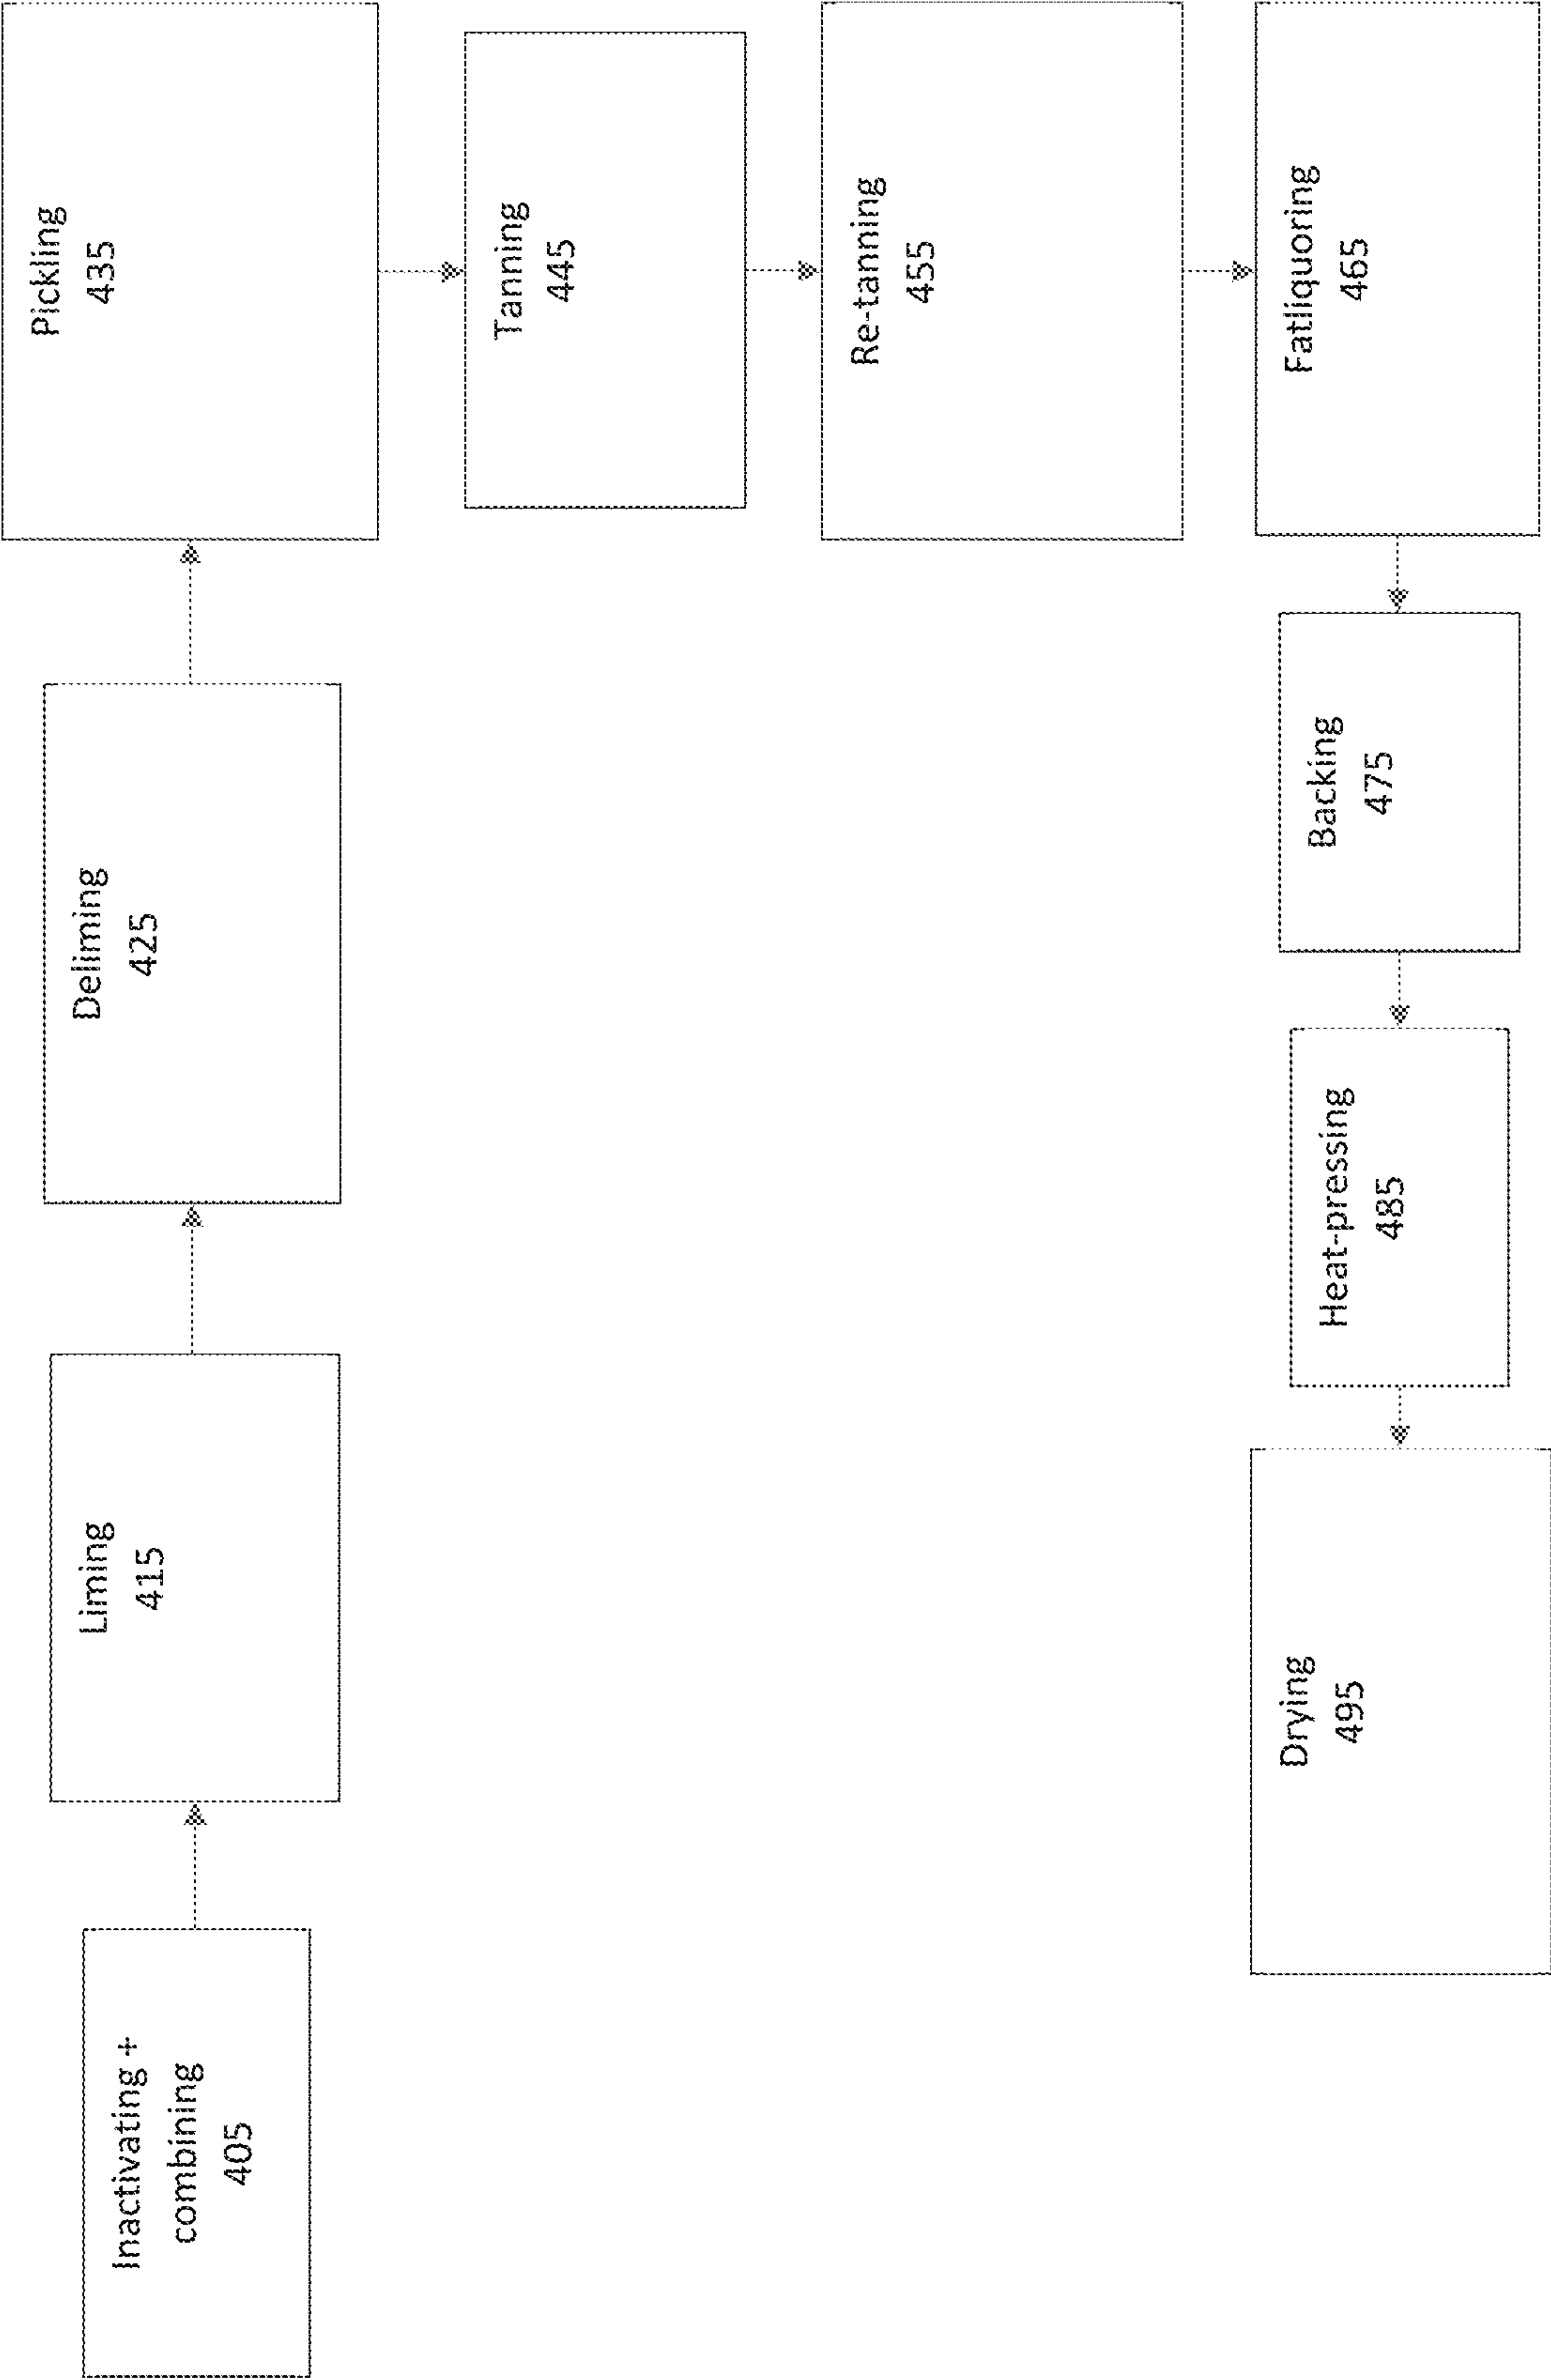 Inactivating +
combining
405
Liming
415
Deliming
425
Pickling
435
Tanning
445
Re-tanning
455
Fatliquoring
465
Backing
475
Heat-pressing
485
Drying
495